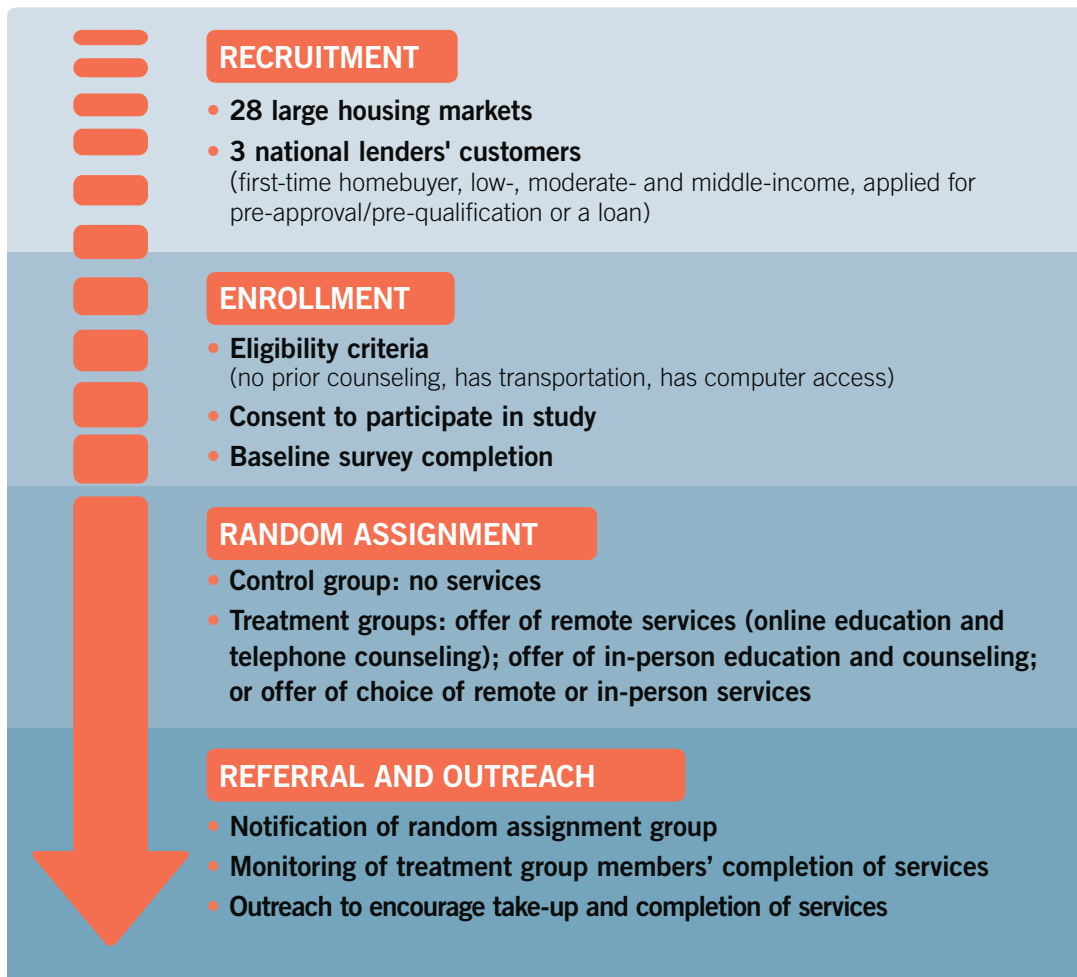 RECRUITMENT
• 28 large housing markets
• 3 national lenders' customers
(first-time homebuyer, low-, moderate- and middle-income, applied for
pre-approval/pre-qualification or a loan)
ENROLLMENT
• Eligibility criteria
(no prior counseling, has transportation, has computer access)
• Consent to participate in study
• Baseline survey completion
RANDOM ASSIGNMENT
• Control group: no services
• Treatment groups: offer of remote services (online education and
telephone counseling); offer of in-person education and counseling;
or offer of choice of remote or in-person services
REFERRAL AND OUTREACH
• Notification of random assignment group
• Monitoring of treatment group members’ completion of services
• Outreach to encourage take-up and completion of services